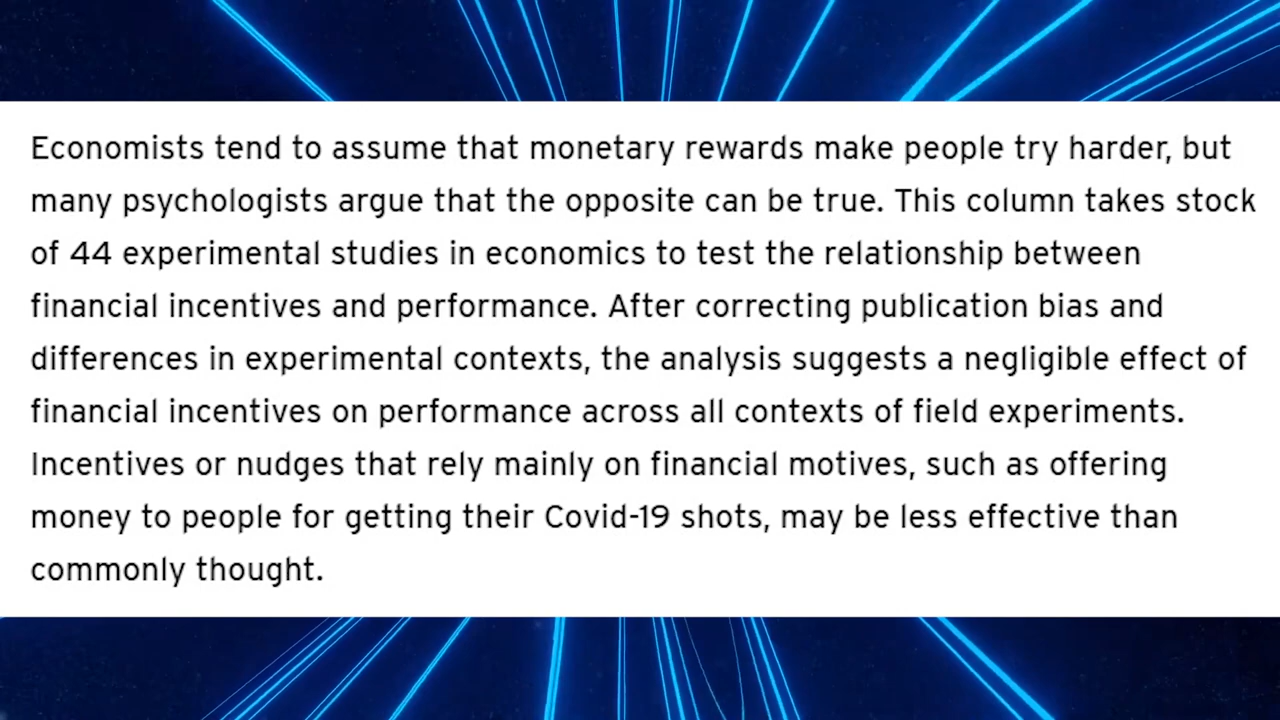 Economists tend to assume that monetary rewards make people try harder, but
many psychologists argue that the opposite can be true. This column takes stock
of 44 experimental studies in economics to test the relationship between
financial incentives and performance. After correcting publication bias and
differences in experimental contexts, the analysis suggests a negligible effect of
financial incentives on performance across all contexts of field experiments.
Incentives or nudges that rely mainly on financial motives, such as offering
money to people for getting their Covid-19 shots, may be less effective than
commonly thought.